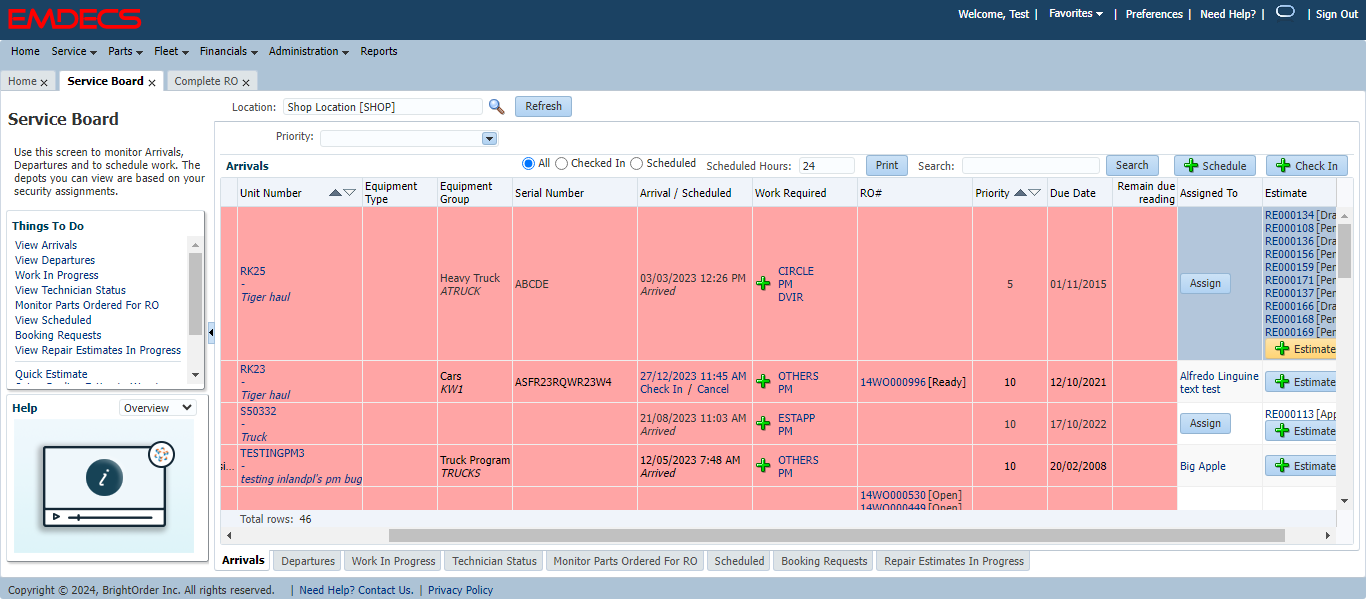 EMDECS
Welcome, Test | Favorites | Preferences | Need Help? | | Sign Out
Home Service Parts Fleet Financials Administration Reports
Home Service Board Complete RO
Service Board
Use this screen to monitor Arrivals,
Departures and to schedule work. The
depots you can view are based on your
security assignments.
Things To Do
View Arrivals
View Departures
Work In Progress
View Technician Status
Monitor Parts Ordered For RO
View Scheduled
Booking Requests
View Repair Estimates In Progress
Quick Estimate
Help Overview
Location: Shop Location [SHOP] Refresh
Priority:
Arrivals All Checked In Scheduled Scheduled Hours: 24 Print Search: Search Schedule Check In
Unit Number Equipment Type Equipment Group Serial Number Arrival / Scheduled Work Required RO# Priority Due Date Remain due reading Assigned To Estimate
RK25
-
Tiger haul
Heavy Truck
ATRUCK
ABCDE
03/03/2023 12:26 PM
Arrived
CIRCLE
PM
DVIR
5
01/11/2015
Assign
RE000134 [Dra
RE000108 [Per
RE000136 [Dra
RE000156 [Per
RE000159 [Per
RE000171 [Per
RE000137 [Per
RE000166 [Dra
RE000168 [Per
RE000169 [Per
Estimate
RK23
-
Tiger haul
Cars
KW1
ASFR23RQWR23W4
27/12/2023 11:45 AM
Check In / Cancel
OTHERS
PM
14WO000996 [Ready]
10
12/10/2021
Alfredo Linguine
text test
Estimate
S50332
-
Truck
21/08/2023 11:03 AM
Arrived
ESTAPP
PM
10
17/10/2022
Assign
RE000113 [App
Estimate
si...
TESTINGPM3
-
testing inlandpl's pm bug
Truck Program
TRUCKS
12/05/2023 7:48 AM
Arrived
OTHERS
PM
10
20/02/2008
Big Apple
Estimate
14WO000530 [Open]
14WO000449 [Open]
Total rows: 46
Arrivals Departures Work In Progress Technician Status Monitor Parts Ordered For RO Scheduled Booking Requests Repair Estimates In Progress
Copyright © 2024, BrightOrder Inc. All rights reserved. | Need Help? Contact Us. | Privacy Policy